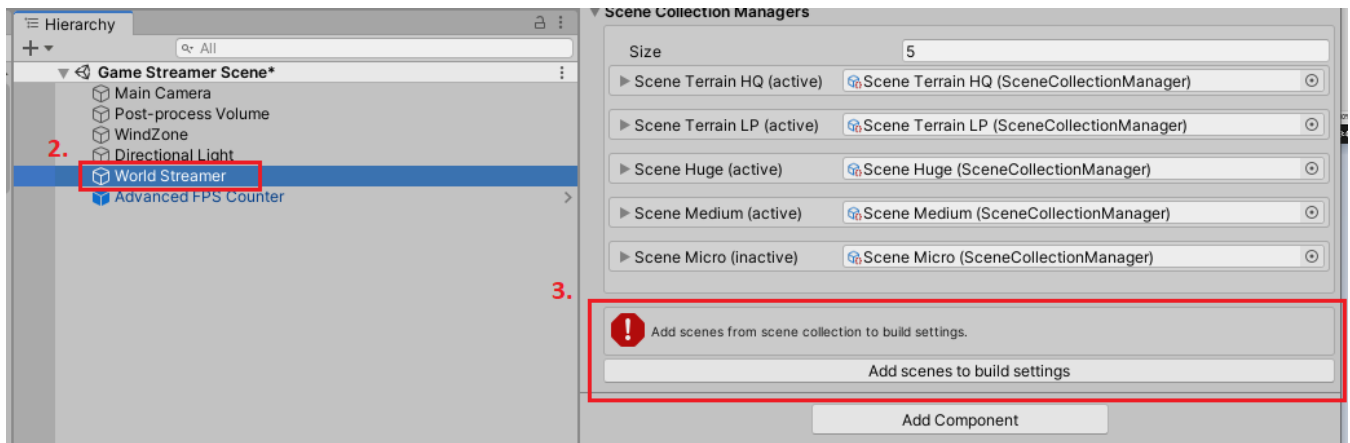 Hierarchy
All
Game Streamer Scene*
Main Camera
Post-process Volume
WindZone
2.
Directional Light
World Streamer
Advanced FPS Counter
Scene Collection Managers
Size
5
Scene Terrain HQ (active)
Scene Terrain HQ (SceneCollectionManager)
Scene Terrain LP (active)
Scene Terrain LP (SceneCollectionManager)
Scene Huge (active)
Scene Huge (SceneCollectionManager)
Scene Medium (active)
Scene Medium (SceneCollectionManager)
Scene Micro (inactive)
Scene Micro (SceneCollectionManager)
3.
Add scenes from scene collection to build settings.
Add scenes to build settings
Add Component